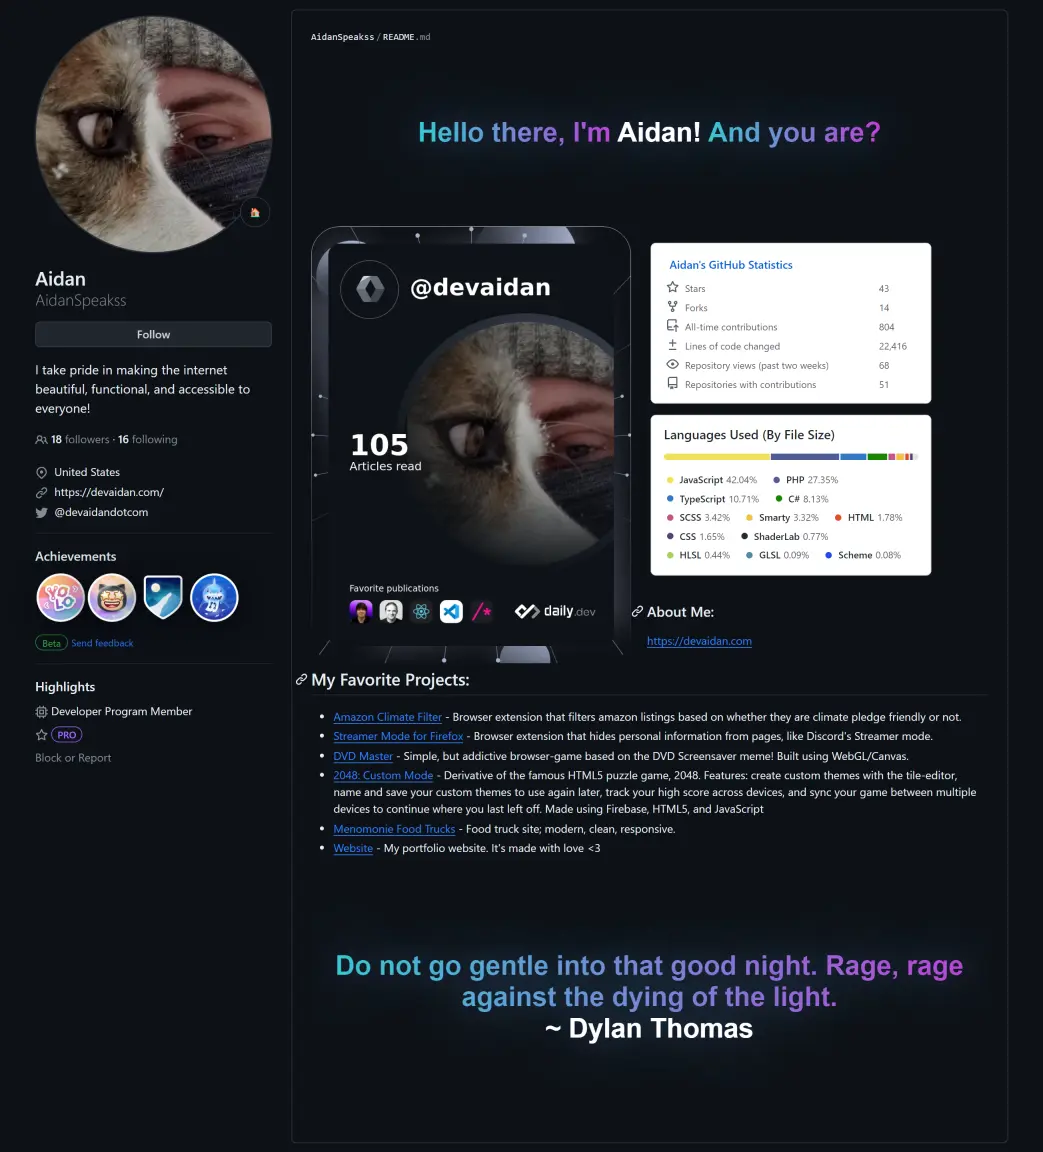 Aidan
AidanSpeakss
Follow
I take pride in making the internet
beautiful, functional, and accessible to
everyone!
18 followers · 16 following
United States
https://devaidan.com/
@devaidandotcom
Achievements
YOLO
Beta Send feedback
Highlights
Developer Program Member
PRO
Block or Report
AidanSpeakss / README.md
Hello there, I'm Aidan! And you are?
@devaidan
105
Articles read
Favorite publications
daily.dev
Aidan's GitHub Statistics
Stars 43
Forks 14
All-time contributions 804
Lines of code changed 22,416
Repository views (past two weeks) 68
Repositories with contributions 51
Languages Used (By File Size)
JavaScript 42.04% PHP 27.35%
TypeScript 10.71% C# 8.13%
SCSS 3.42% Smarty 3.32% HTML 1.78%
CSS 1.65% ShaderLab 0.77%
HLSL 0.44% GLSL 0.09% Scheme 0.08%
About Me:
https://devaidan.com
My Favorite Projects:
• Amazon Climate Filter - Browser extension that filters amazon listings based on whether they are climate pledge friendly or not.
• Streamer Mode for Firefox - Browser extension that hides personal information from pages, like Discord's Streamer mode.
• DVD Master - Simple, but addictive browser-game based on the DVD Screensaver meme! Built using WebGL/Canvas.
• 2048: Custom Mode - Derivative of the famous HTML5 puzzle game, 2048. Features: create custom themes with the tile-editor,
name and save your custom themes to use again later, track your high score across devices, and sync your game between multiple
devices to continue where you last left off. Made using Firebase, HTML5, and JavaScript
• Menomonie Food Trucks - Food truck site; modern, clean, responsive.
• Website - My portfolio website. It's made with love <3
Do not go gentle into that good night. Rage, rage
against the dying of the light.
~ Dylan Thomas